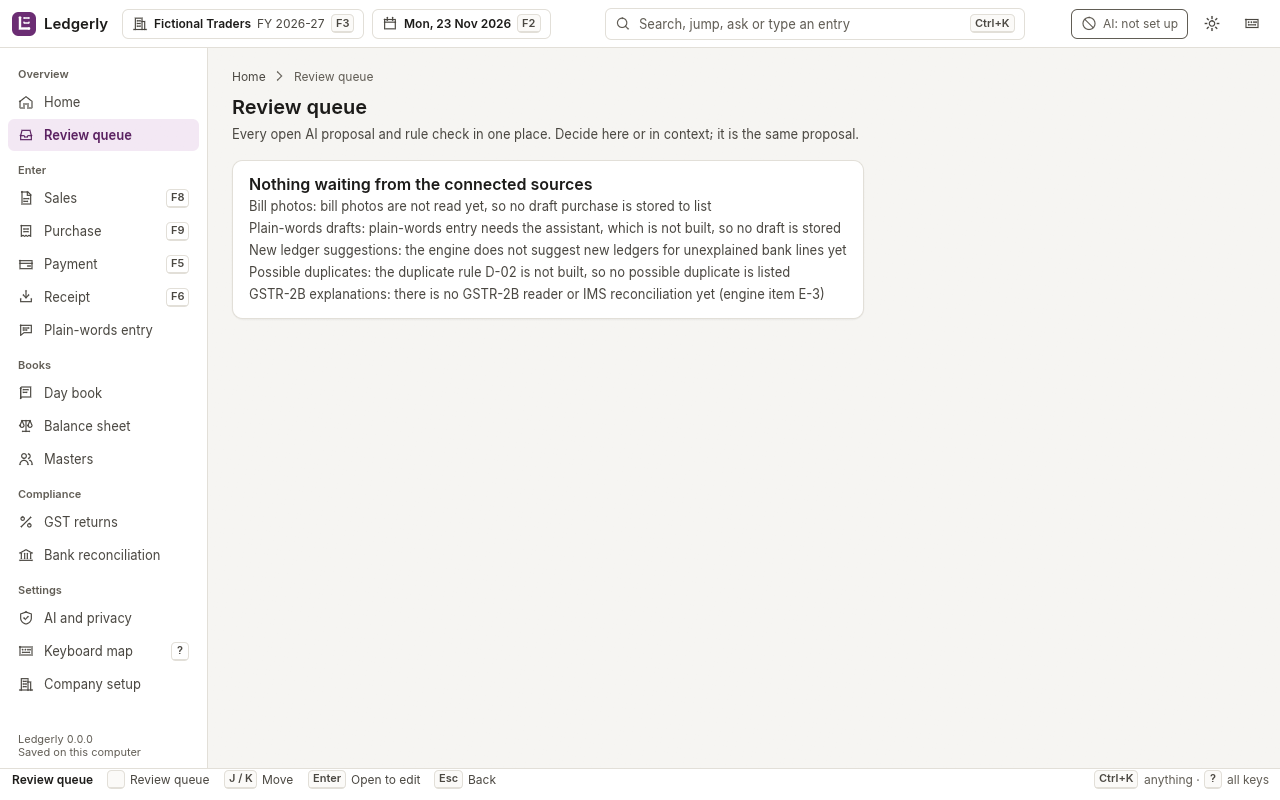 Ledgerly
Fictional Traders FY 2026-27 F3
Mon, 23 Nov 2026 F2
Search, jump, ask or type an entry Ctrl+K
AI: not set up
Overview
Home
Review queue
Enter
Sales F8
Purchase F9
Payment F5
Receipt F6
Plain-words entry
Books
Day book
Balance sheet
Masters
Compliance
GST returns
Bank reconciliation
Settings
AI and privacy
Keyboard map ?
Company setup
Ledgerly 0.0.0
Saved on this computer
Home > Review queue
Review queue
Every open AI proposal and rule check in one place. Decide here or in context; it is the same proposal.
Nothing waiting from the connected sources
Bill photos: bill photos are not read yet, so no draft purchase is stored to list
Plain-words drafts: plain-words entry needs the assistant, which is not built, so no draft is stored
New ledger suggestions: the engine does not suggest new ledgers for unexplained bank lines yet
Possible duplicates: the duplicate rule D-02 is not built, so no possible duplicate is listed
GSTR-2B explanations: there is no GSTR-2B reader or IMS reconciliation yet (engine item E-3)
Review queue Review queue J / K Move Enter Open to edit Esc Back
Ctrl+K anything · ? all keys